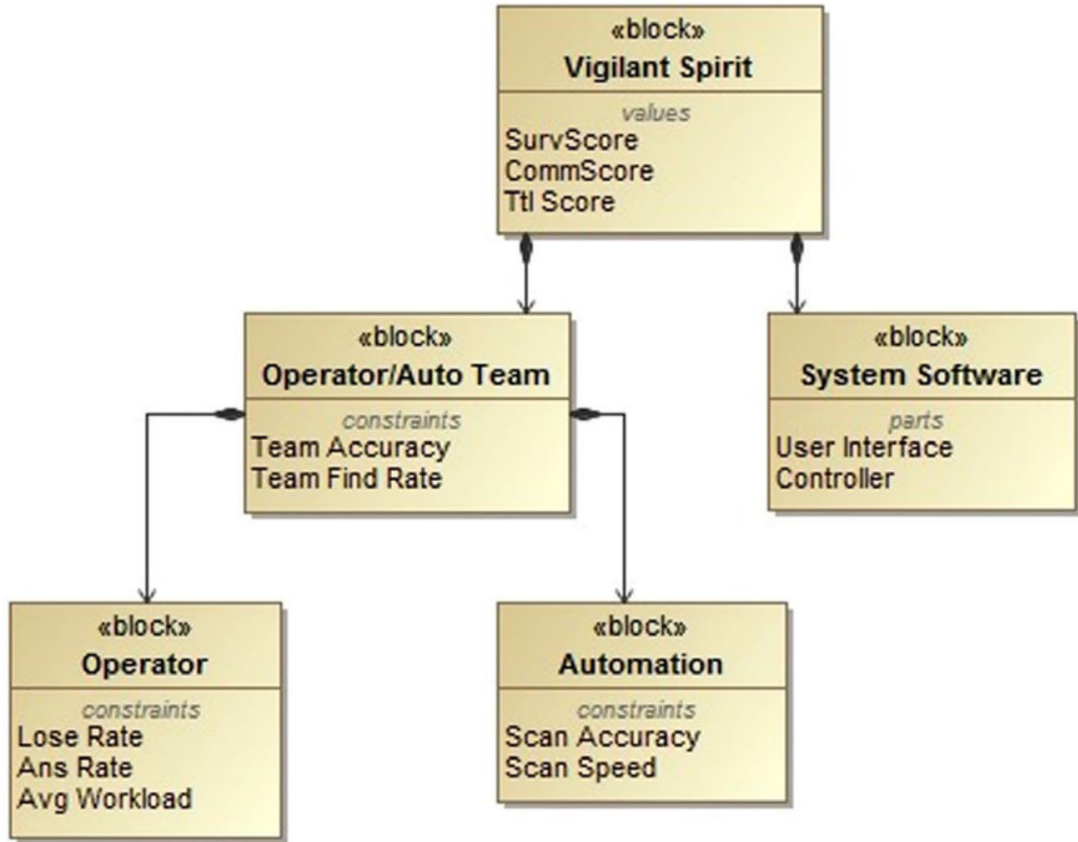 «block»
Vigilant Spirit
values
SurvScore
CommScore
Ttl Score
«block»
Operator/Auto Team
constraints
Team Accuracy
Team Find Rate
«block»
System Software
parts
User Interface
Controller
«block»
Operator
constraints
Lose Rate
Ans Rate
Avg Workload
«block»
Automation
constraints
Scan Accuracy
Scan Speed